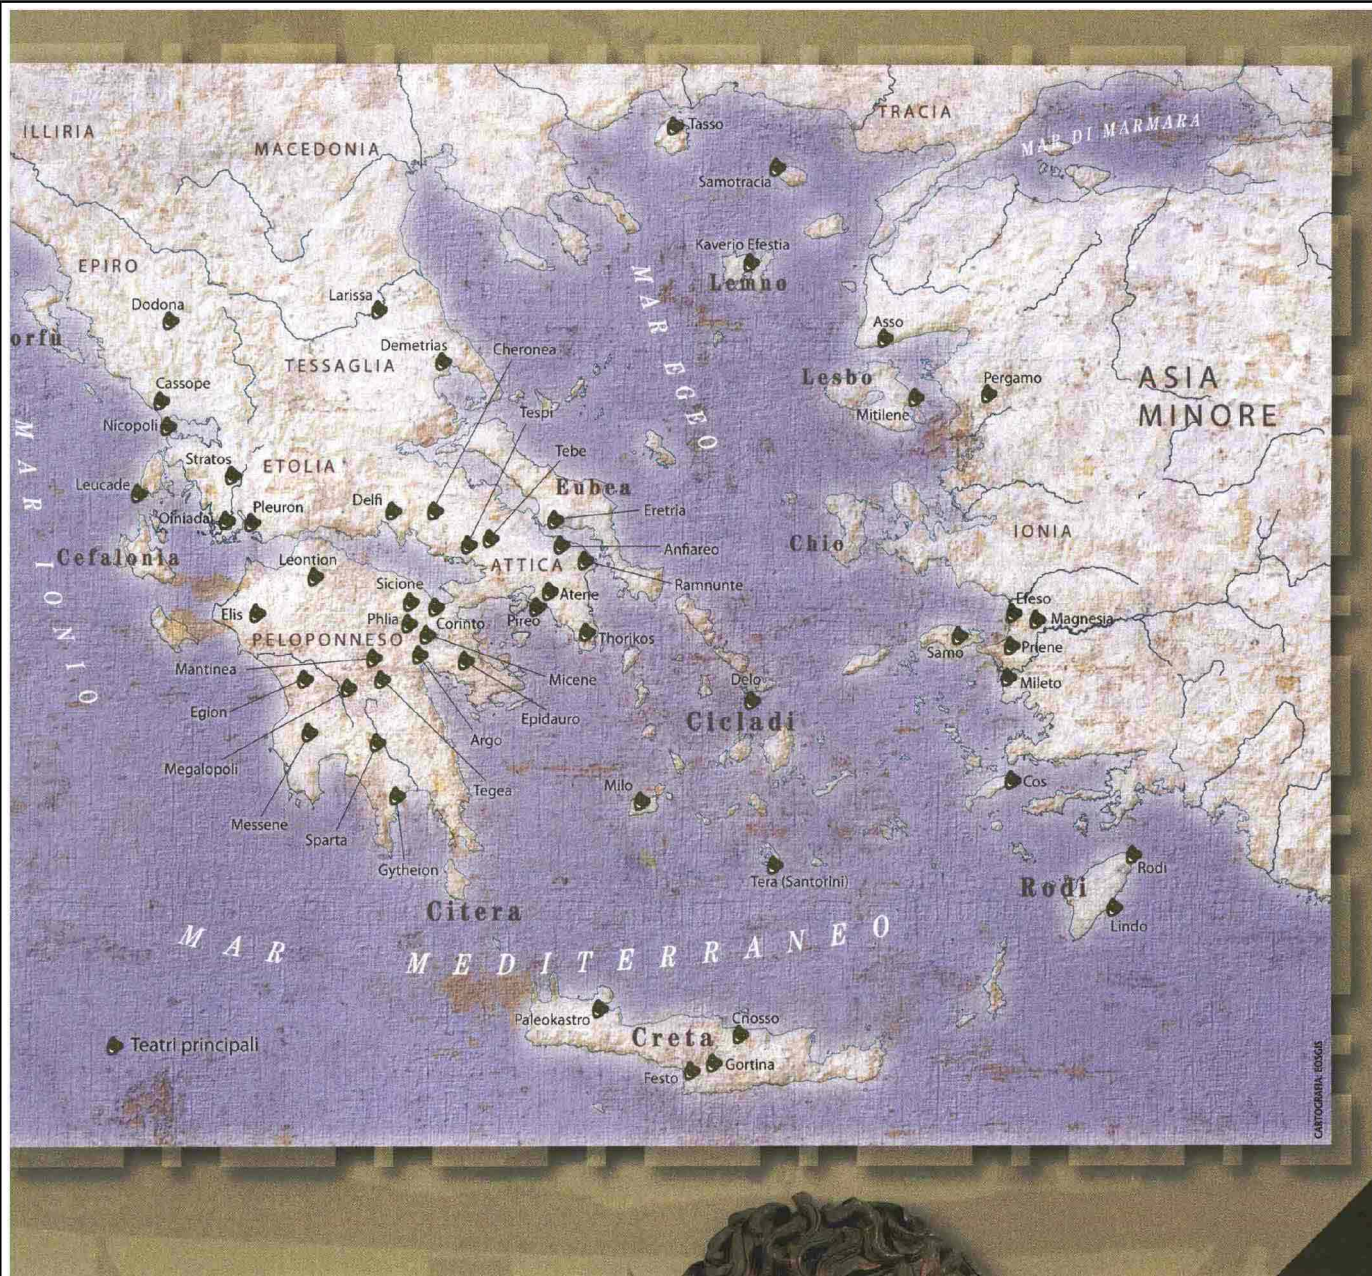 ILLIRIA
MACEDONIA
Tasso
TRACIA
MAR DI MARMARA
Samotracia
Kaverio Efestia
Lemno
EPIRO
Dodona
Larissa
MAR EGEO
orfù
TESSAGLIA
Demetrias
Cheronea
Asso
Lesbo
Pergamo
ASIA
MINORE
Cassope
Nicopoli
Tespi
Mitilene
MAR IONIO
Stratos
ETOLIA
Tebe
Leucade
Delfi
Eubea
Oiniadai
Pleuron
Eretria
Cefalonia
Leontion
ATTICA
Anfiareo
Chio
IONIA
Sicione
Ramnunte
Atene
Elis
Phlia
Corinto
Pireo
Efeso
Magnesia
PELOPONNESO
Thorikos
Samo
Priene
Mantinea
Micene
Delo
Mileto
Egion
Epidauro
Cicladi
Argo
Megalopoli
Tegea
Milo
Cos
Messene
Sparta
Gytheion
Tera (Santorini)
Rodi
Rodi
Citera
Lindo
MAR MEDITERRANEO
Paleokastro
Cnosso
Creta
Teatri principali
Festo
Gortina
CARTOGRAFIA: EOSGIS